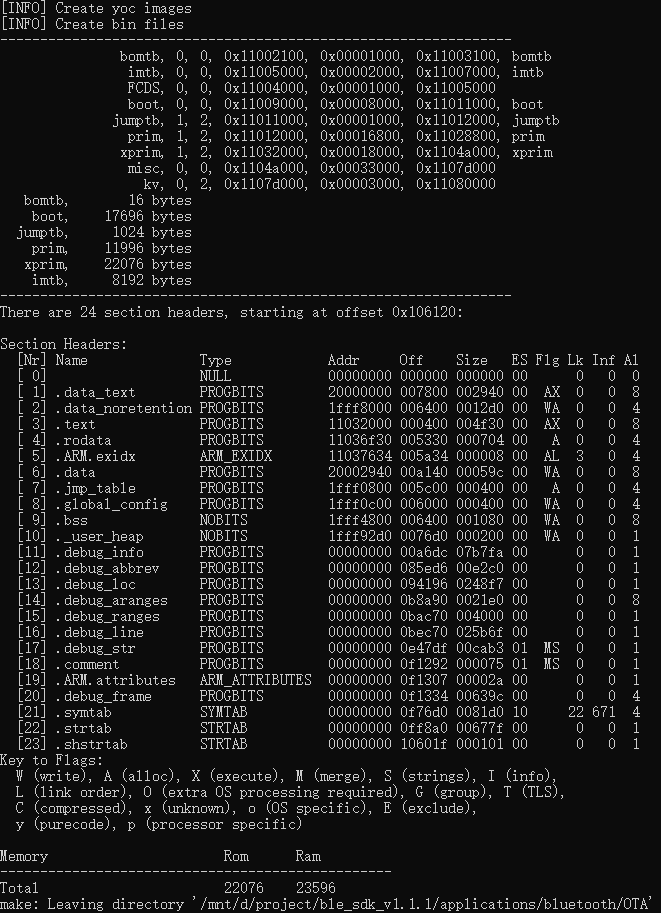 [INFO] Create yoc images
[INFO] Create bin files
----------------------------------------------------------------
bomtb, 0, 0, 0x11002100, 0x00001000, 0x11003100, bomtb
imtb, 0, 0, 0x11005000, 0x00002000, 0x11007000, imtb
FCDS, 0, 0, 0x11004000, 0x00001000, 0x11005000
boot, 0, 0, 0x11009000, 0x00008000, 0x11011000, boot
jumptb, 1, 2, 0x11011000, 0x00001000, 0x11012000, jumptb
prim, 1, 2, 0x11012000, 0x00016800, 0x11028800, prim
xprim, 1, 2, 0x11032000, 0x00018000, 0x1104a000, xprim
misc, 0, 0, 0x1104a000, 0x00033000, 0x1107d000
kv, 0, 2, 0x1107d000, 0x00003000, 0x11080000
bomtb, 16 bytes
boot, 17696 bytes
jumptb, 1024 bytes
prim, 11996 bytes
xprim, 22076 bytes
imtb, 8192 bytes
----------------------------------------------------------------
There are 24 section headers, starting at offset 0x106120:
Section Headers:
[Nr] Name Type Addr Off Size ES Flg Lk Inf Al
[ 0] NULL 00000000 000000 000000 00 0 0 0
[ 1] .data_text PROGBITS 20000000 007800 002940 00 AX 0 0 8
[ 2] .data_noretention PROGBITS 1fff8000 006400 0012d0 00 WA 0 0 4
[ 3] .text PROGBITS 11032000 000400 004f30 00 AX 0 0 8
[ 4] .rodata PROGBITS 11036f30 005330 000704 00 A 0 0 4
[ 5] .ARM.exidx ARM_EXIDX 11037634 005a34 000008 00 AL 3 0 4
[ 6] .data PROGBITS 20002940 00a140 00059c 00 WA 0 0 8
[ 7] .jmp_table PROGBITS 1fff0800 005c00 000400 00 A 0 0 4
[ 8] .global_config PROGBITS 1fff0c00 006000 000400 00 WA 0 0 4
[ 9] .bss NOBITS 1fff4800 006400 001080 00 WA 0 0 8
[10] ._user_heap NOBITS 1fff92d0 0076d0 000200 00 WA 0 0 1
[11] .debug_info PROGBITS 00000000 00a6dc 07b7fa 00 0 0 1
[12] .debug_abbrev PROGBITS 00000000 085ed6 00e2c0 00 0 0 1
[13] .debug_loc PROGBITS 00000000 094196 0248f7 00 0 0 1
[14] .debug_aranges PROGBITS 00000000 0b8a90 0021e0 00 0 0 8
[15] .debug_ranges PROGBITS 00000000 0bac70 004000 00 0 0 1
[16] .debug_line PROGBITS 00000000 0bec70 025b6f 00 0 0 1
[17] .debug_str PROGBITS 00000000 0e47df 00cab3 01 MS 0 0 1
[18] .comment PROGBITS 00000000 0f1292 000075 01 MS 0 0 1
[19] .ARM.attributes ARM_ATTRIBUTES 00000000 0f1307 00002a 00 0 0 1
[20] .debug_frame PROGBITS 00000000 0f1334 00639c 00 0 0 4
[21] .symtab SYMTAB 00000000 0f76d0 0081d0 10 22 671 4
[22] .strtab STRTAB 00000000 0ff8a0 00677f 00 0 0 1
[23] .shstrtab STRTAB 00000000 10601f 000101 00 0 0 1
Key to Flags:
W (write), A (alloc), X (execute), M (merge), S (strings), I (info),
L (link order), O (extra OS processing required), G (group), T (TLS),
C (compressed), x (unknown), o (OS specific), E (exclude),
y (purecode), p (processor specific)
Memory Rom Ram
-------------------------------------------------
Total 22076 23596
make: Leaving directory '/mnt/d/project/ble_sdk_v1.1.1/applications/bluetooth/OTA'